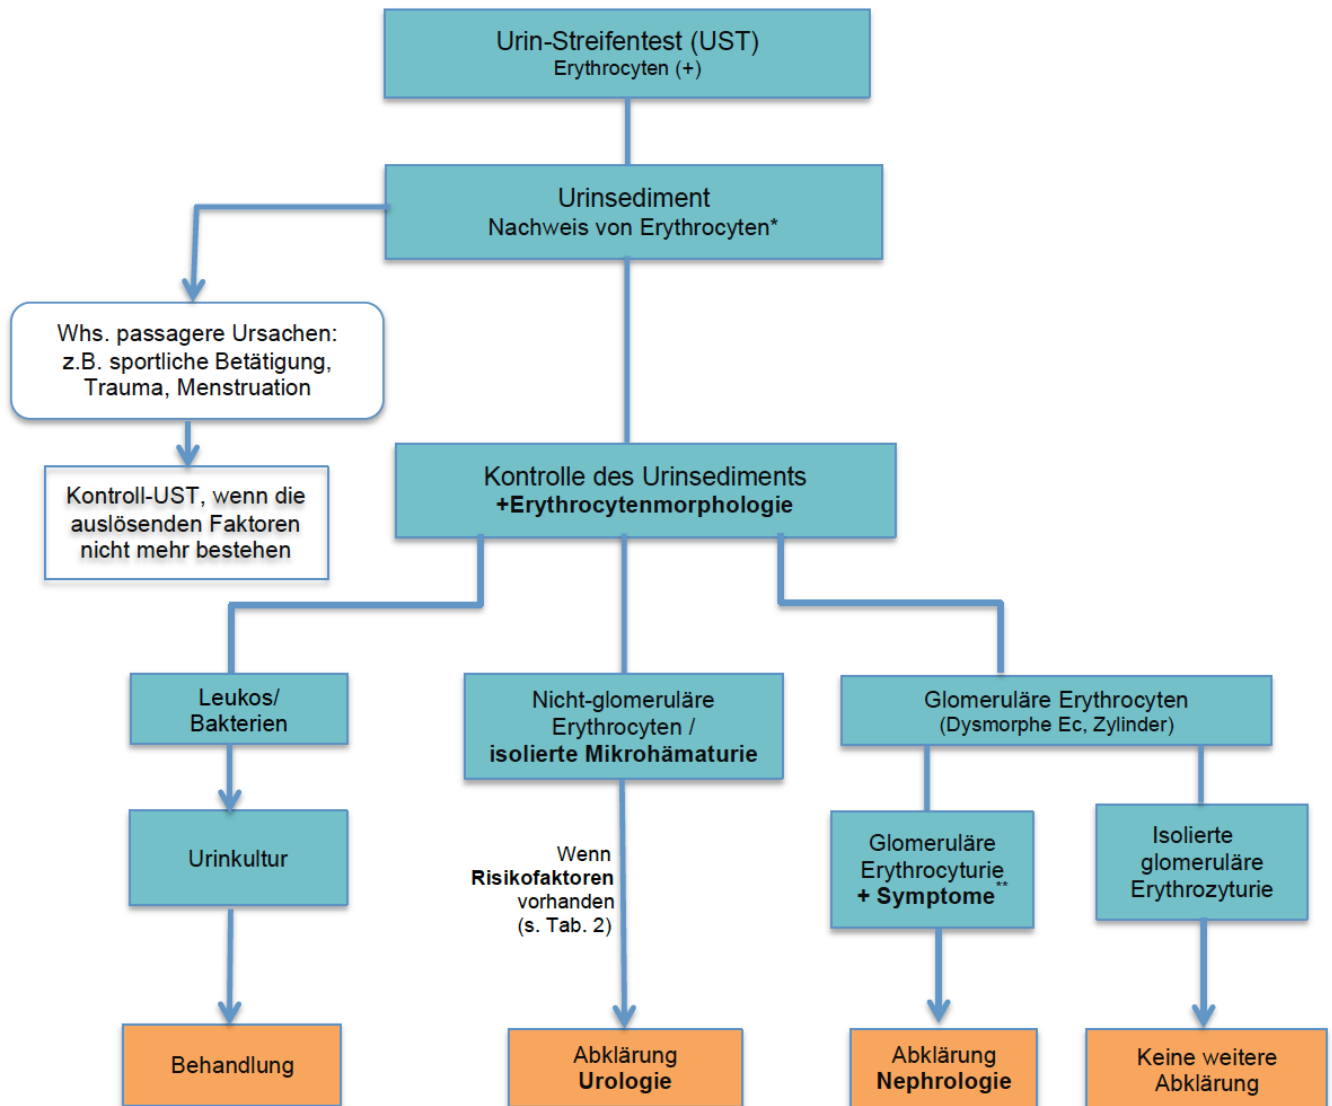 Urin-Streifentest (UST)
Erythrocyten (+)
Urinsediment
Nachweis von Erythrocyten*
Whs. passagere Ursachen:
z.B. sportliche Betätigung,
Trauma, Menstruation
Kontroll-UST, wenn die
auslösenden Faktoren
nicht mehr bestehen
Kontrolle des Urinsediments
+Erythrocytenmorphologie
Leukos/
Bakterien
Nicht-glomeruläre
Erythrocyten /
isolierte Mikrohämaturie
Glomeruläre Erythrocyten
(Dysmorphe Ec, Zylinder)
Urinkultur
Wenn
Risikofaktoren
vorhanden
(s. Tab. 2)
Glomeruläre
Erythrocyturie
+ Symptome**
Isolierte
glomeruläre
Erythrozyturie
Behandlung
Abklärung
Urologie
Abklärung
Nephrologie
Keine weitere
Abklärung